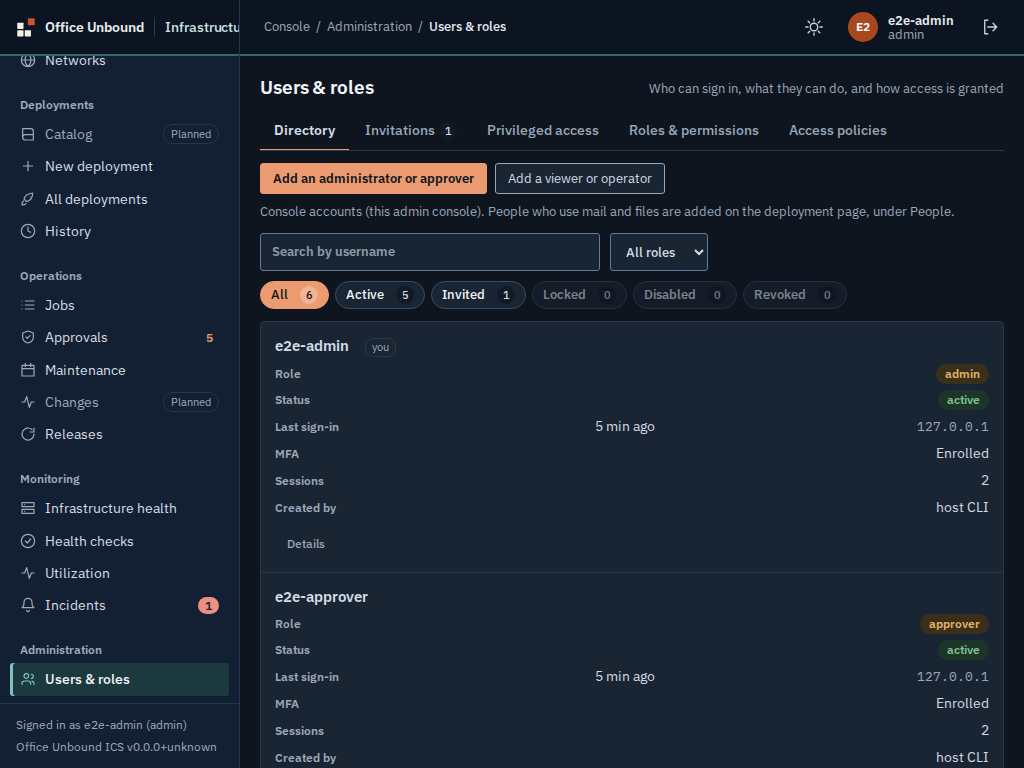 Office Unbound
Infrastructu
Console / Administration / Users & roles
E2
e2e-admin
admin
Networks
Deployments
Catalog Planned
New deployment
All deployments
History
Operations
Jobs
Approvals 5
Maintenance
Changes Planned
Releases
Monitoring
Infrastructure health
Health checks
Utilization
Incidents 1
Administration
Users & roles
Signed in as e2e-admin (admin)
Office Unbound ICS v0.0.0+unknown
Users & roles
Who can sign in, what they can do, and how access is granted
Directory Invitations 1 Privileged access Roles & permissions Access policies
Add an administrator or approver Add a viewer or operator
Console accounts (this admin console). People who use mail and files are added on the deployment page, under People.
Search by username All roles
All 6 Active 5 Invited 1 Locked 0 Disabled 0 Revoked 0
e2e-admin you
Role admin
Status active
Last sign-in 5 min ago 127.0.0.1
MFA Enrolled
Sessions 2
Created by host CLI
Details
e2e-approver
Role approver
Status active
Last sign-in 5 min ago 127.0.0.1
MFA Enrolled
Sessions 2
Created by host CLI